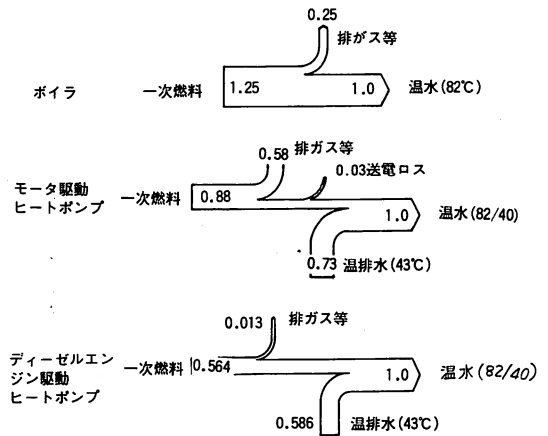 0.25
排ガス等
ボイラ
一次燃料
1.25
1.0
温水(82℃)
0.58
排ガス等
0.03送電ロス
モータ駆動
ヒートポンプ
一次燃料
0.88
1.0
温水(82/40)
0.73
温排水(43℃)
0.013
排ガス等
ディーゼルエン
ジン駆動
ヒートポンプ
一次燃料
0.564
1.0
温水(82/40)
0.586
温排水(43℃)